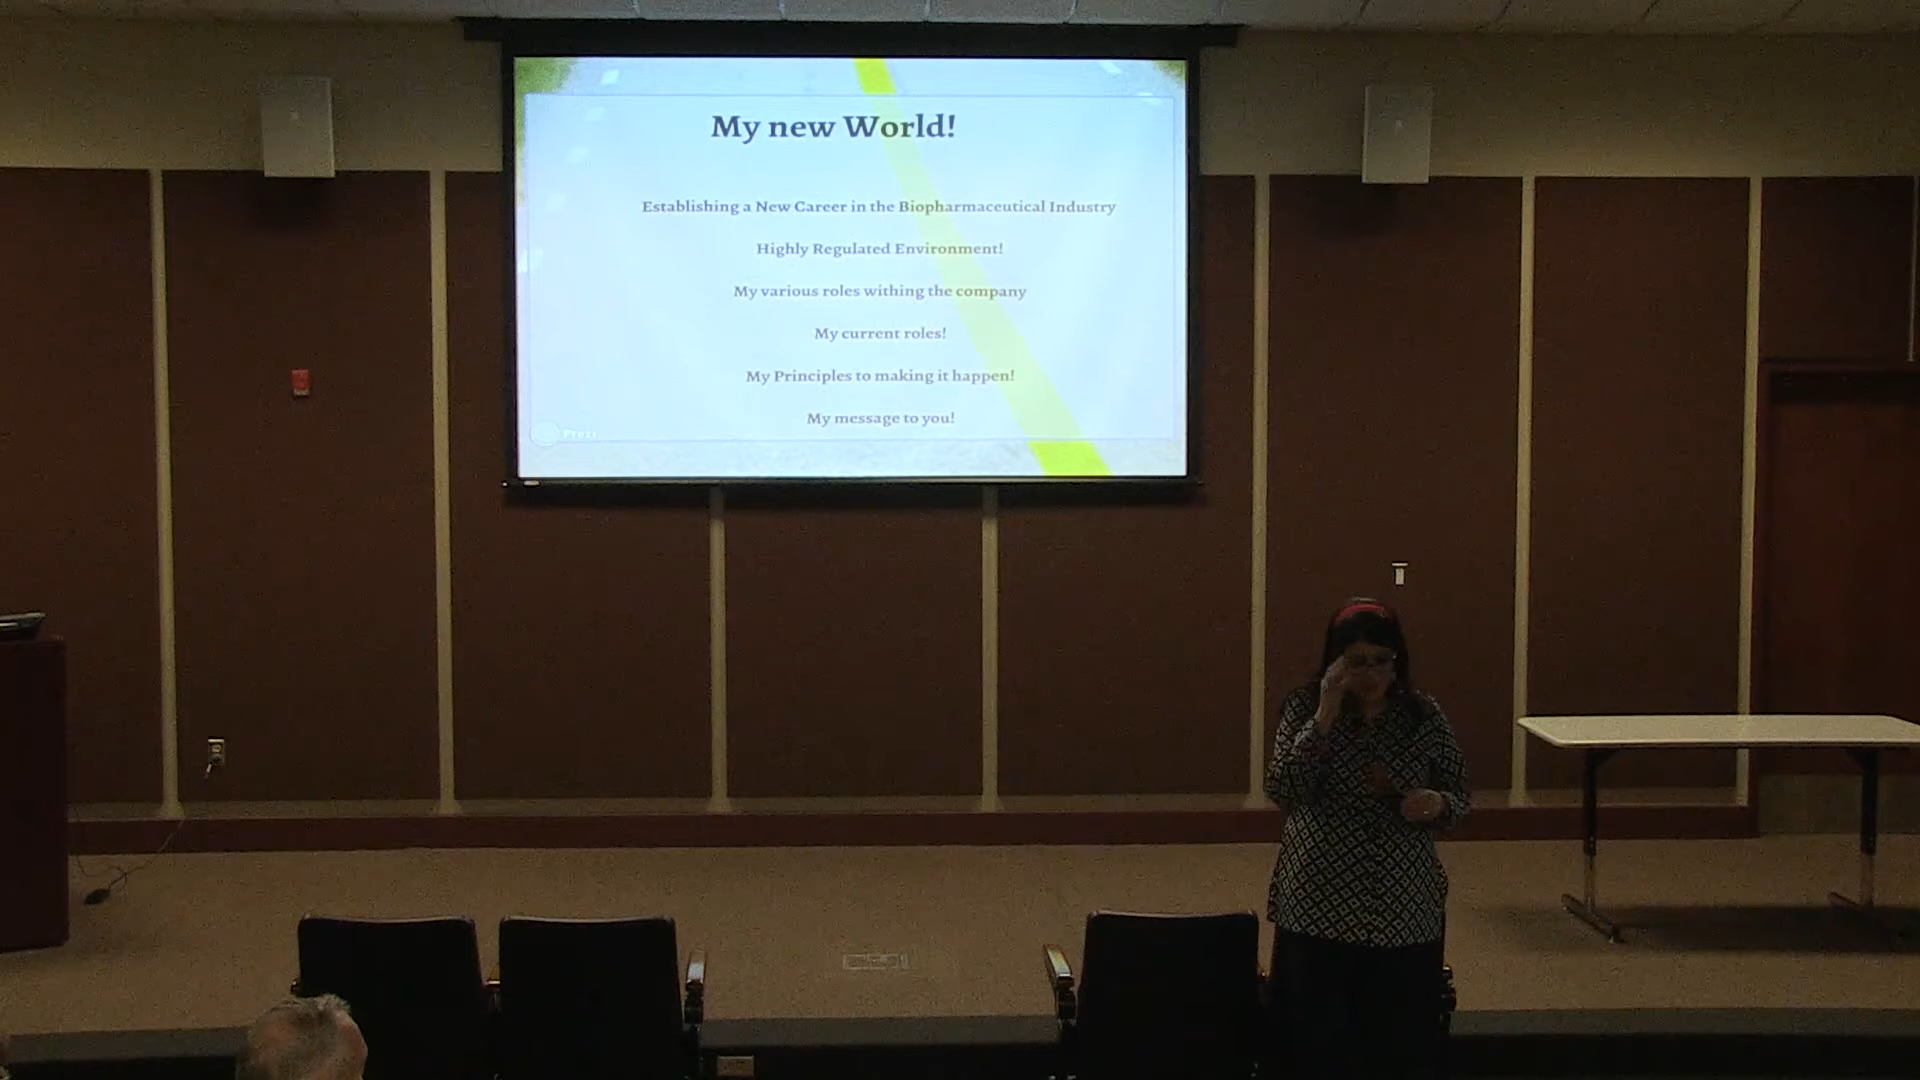 My new World!
Establishing a New Career in the Biopharmaceutical Industry
Highly Regulated Environment!
My various roles withing the company
My current roles!
My Principles to making it happen!
My message to you!
Prezi